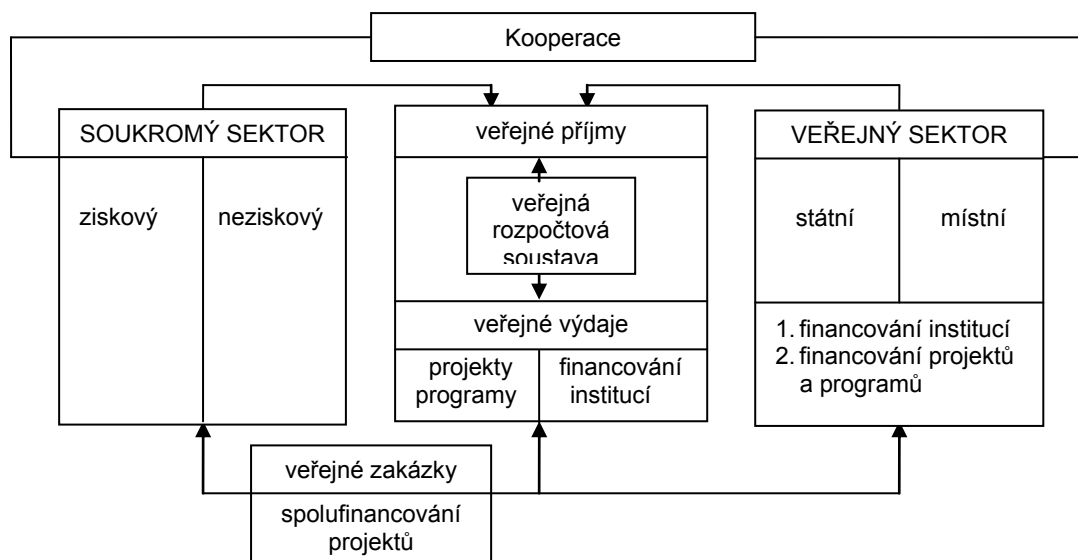 Kooperace
SOUKROMÝ SEKTOR
ziskový
neziskový
veřejné příjmy
veřejná
rozpočtová
soustava
veřejné výdaje
projekty
programy
financování
institucí
VEŘEJNÝ SEKTOR
státní
místní
1. financování institucí
2. financování projektů
a programů
veřejné zakázky
spolufinancování
projektů